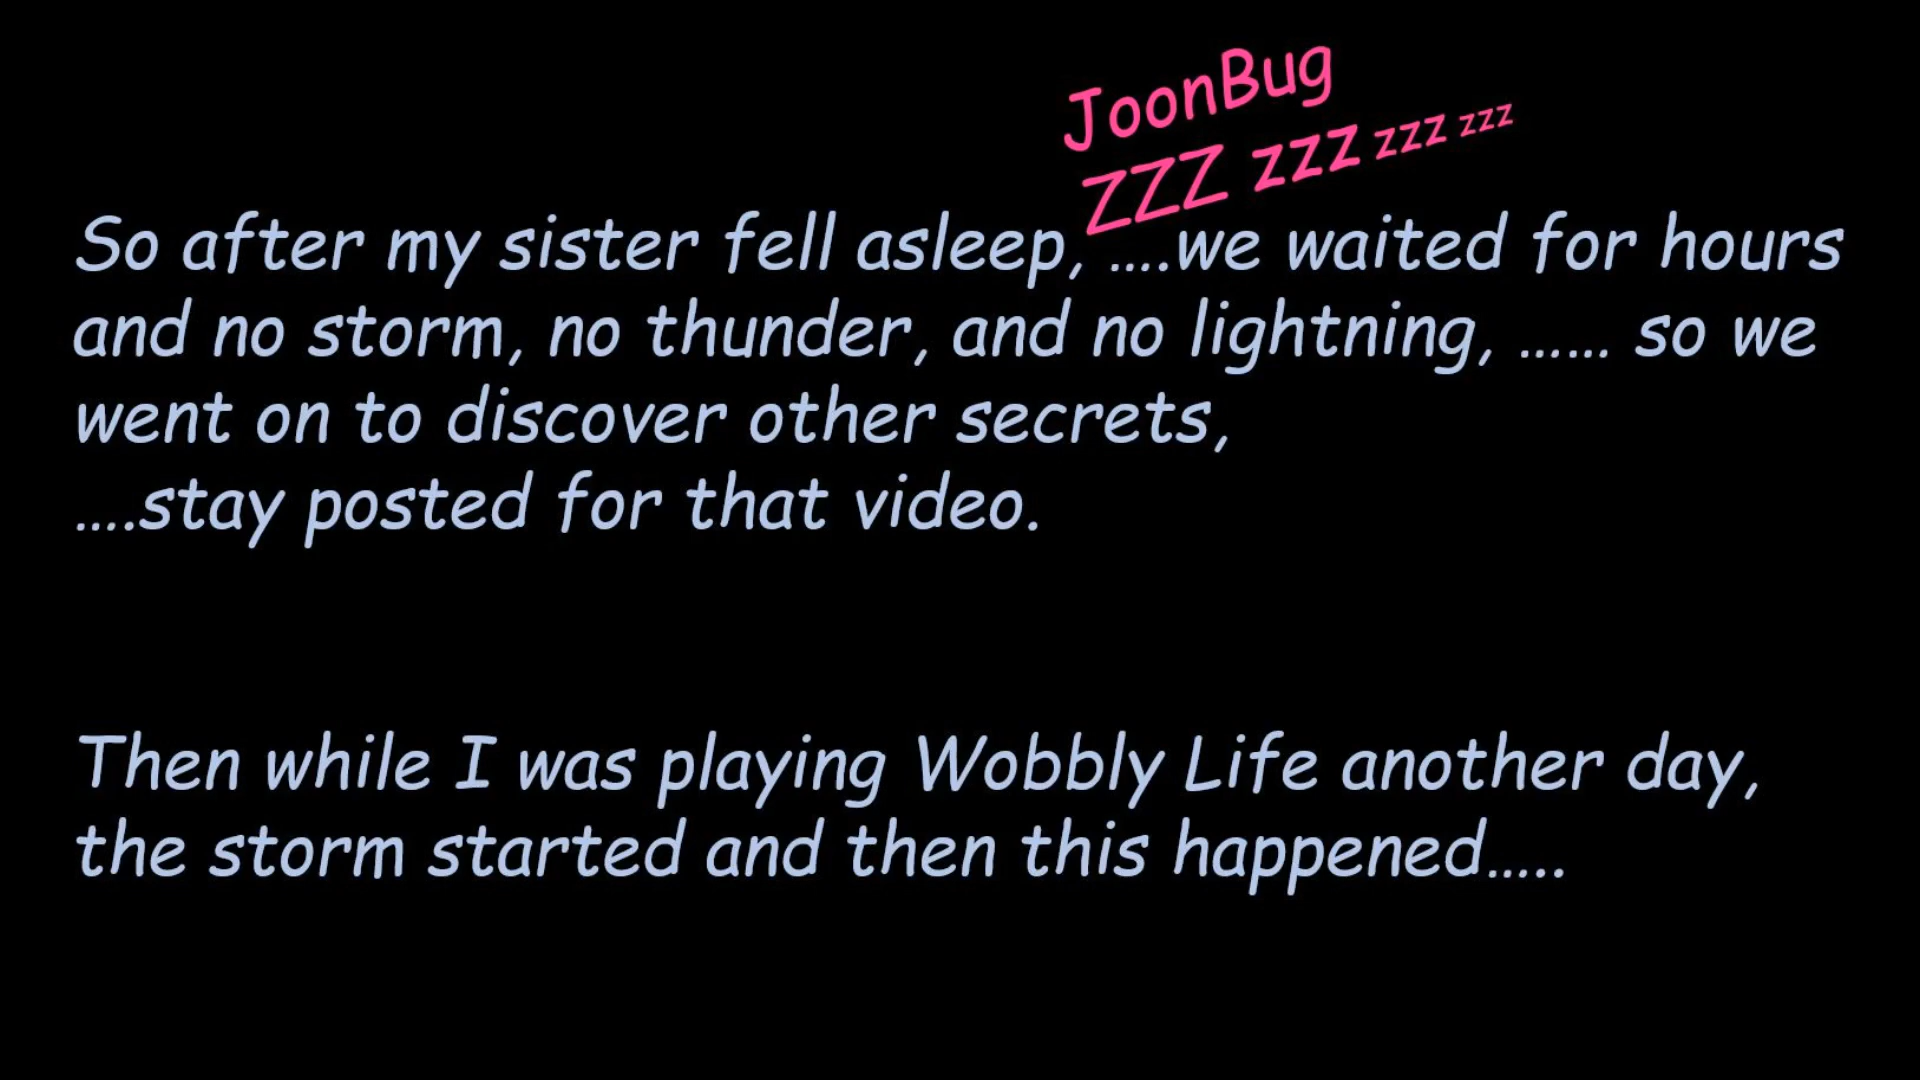 JoonBug
ZZZ zzz zzz zzz
So after my sister fell asleep, ....we waited for hours
and no storm, no thunder, and no lightning, ...... so we
went on to discover other secrets,
....stay posted for that video.
Then while I was playing Wobbly Life another day,
the storm started and then this happened.....